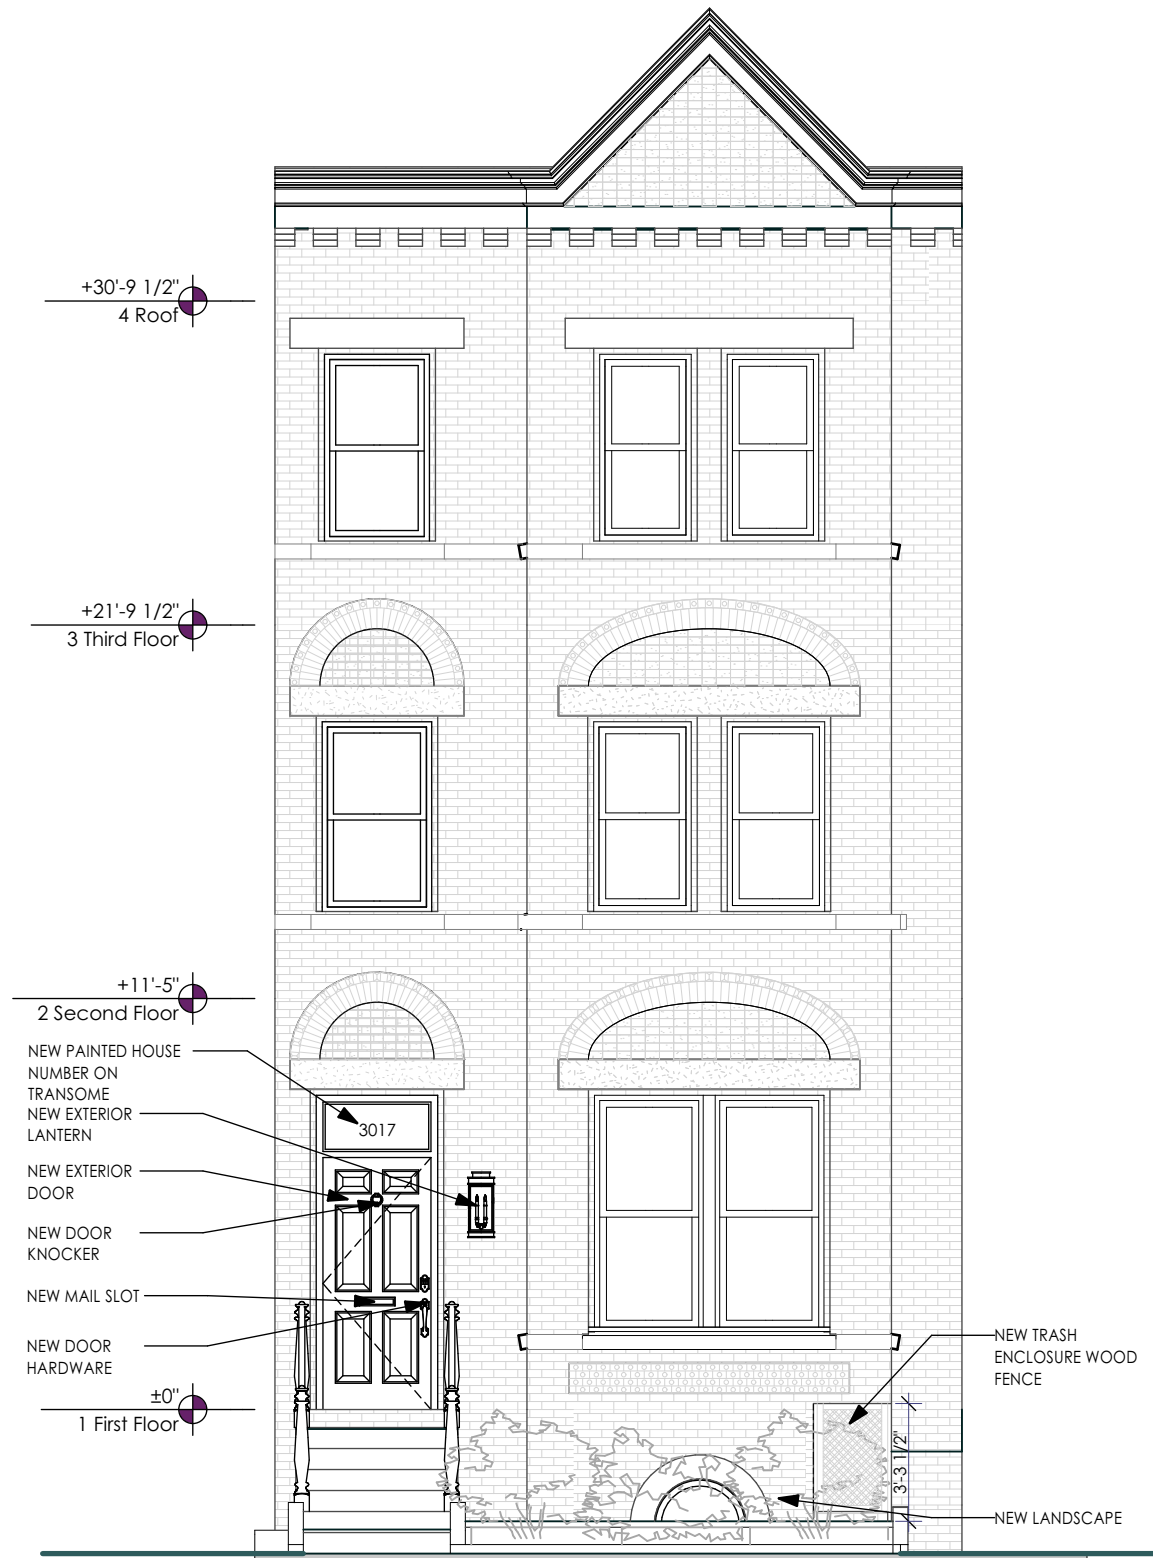 +30'-9 1/2"
4 Roof
+21'-9 1/2"
3 Third Floor
+11'-5"
2 Second Floor
NEW PAINTED HOUSE
NUMBER ON
TRANSOME
NEW EXTERIOR
LANTERN
3017
NEW EXTERIOR
DOOR
NEW DOOR
KNOCKER
NEW MAIL SLOT
NEW DOOR
HARDWARE
±0"
1 First Floor
NEW TRASH
ENCLOSURE WOOD
FENCE
3'-3 1/2"
NEW LANDSCAPE